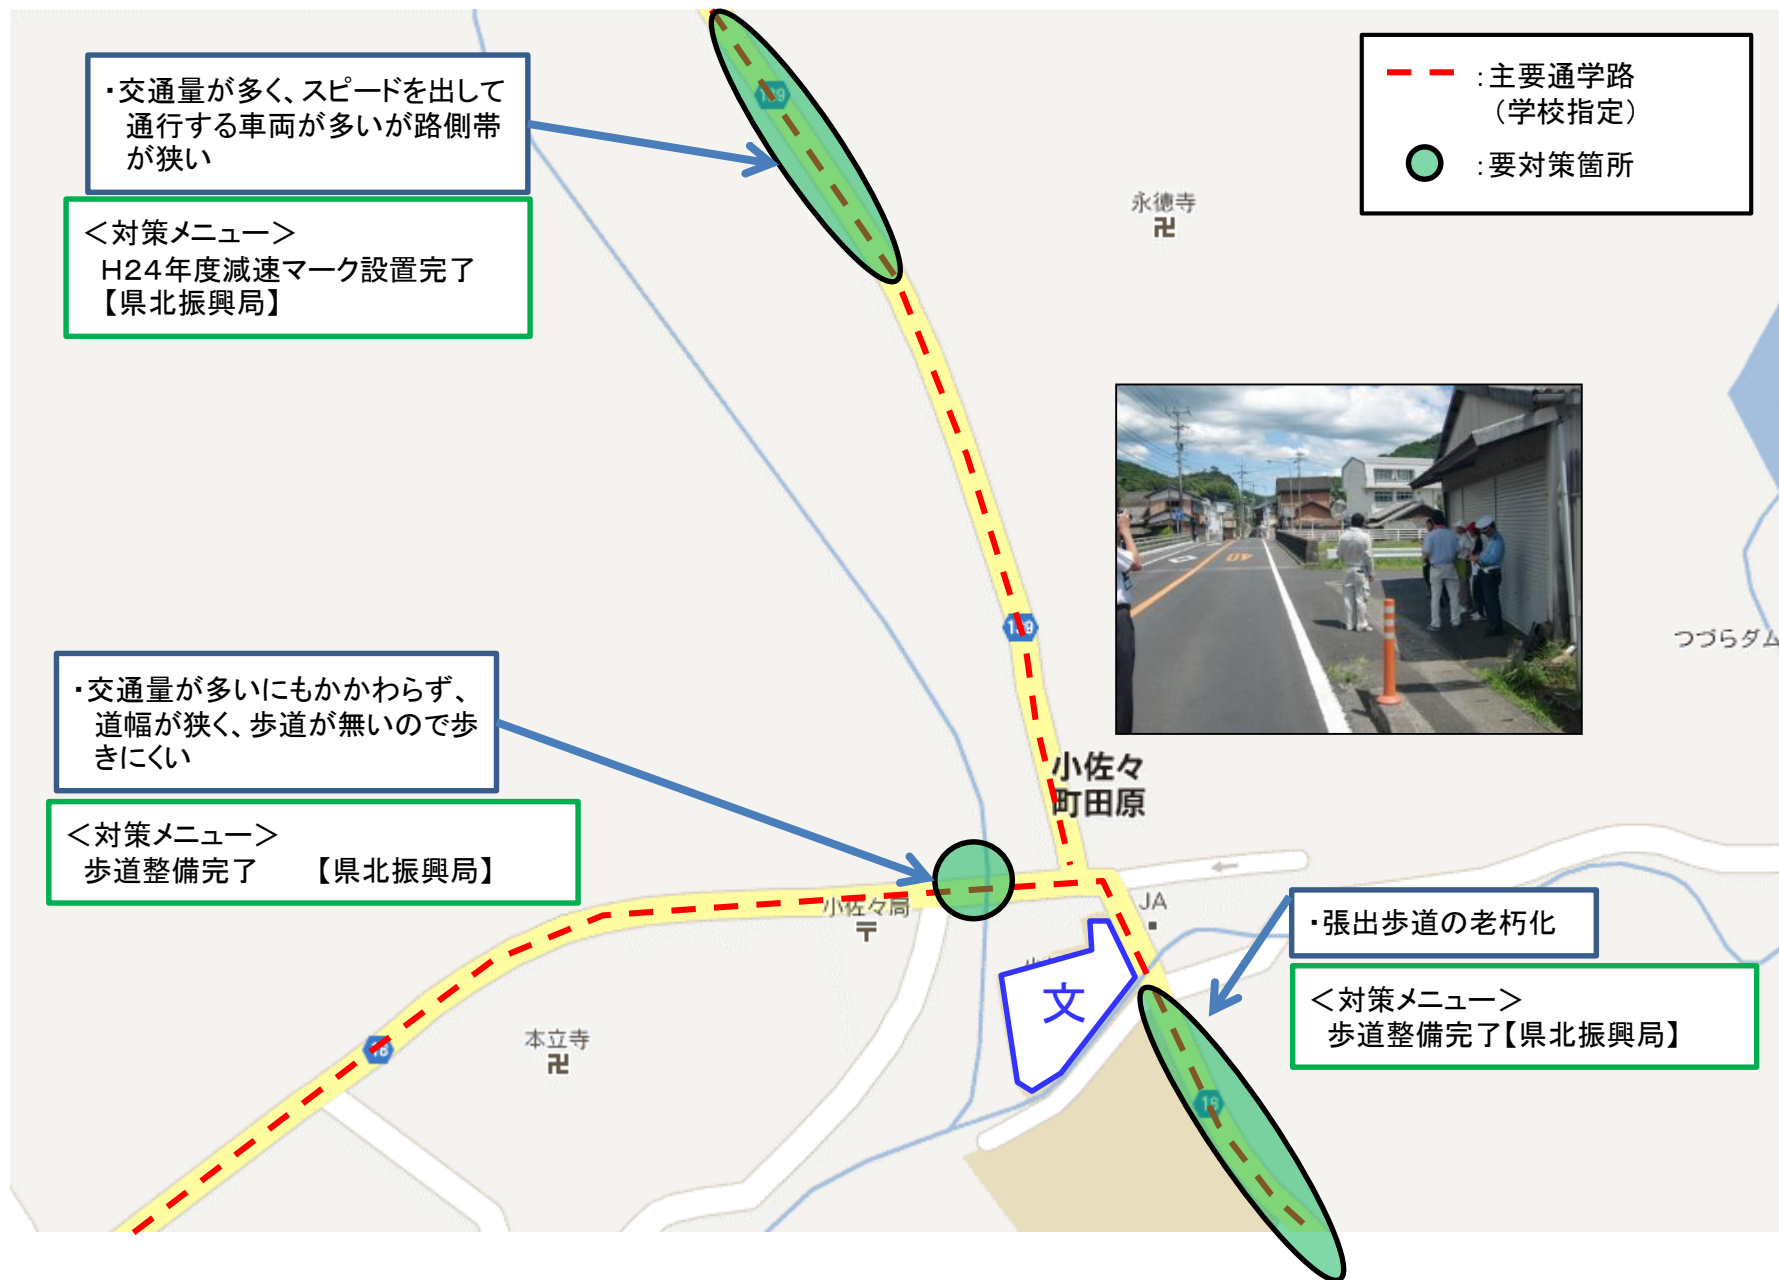 ・交通量が多く、スピードを出して
通行する車両が多いが路側帯
が狭い
＜対策メニュー＞
H24年度減速マーク設置完了
【県北振興局】
：主要通学路
（学校指定）
：要対策箇所
139
永徳寺
卍
139
つづらダム
・交通量が多いにもかかわらず、
道幅が狭く、歩道が無いので歩
きにくい
＜対策メニュー＞
歩道整備完了　【県北振興局】
小佐々
町田原
小佐々局
〒
JA
・張出歩道の老朽化
＜対策メニュー＞
歩道整備完了【県北振興局】
文
本立寺
卍
18
18
40